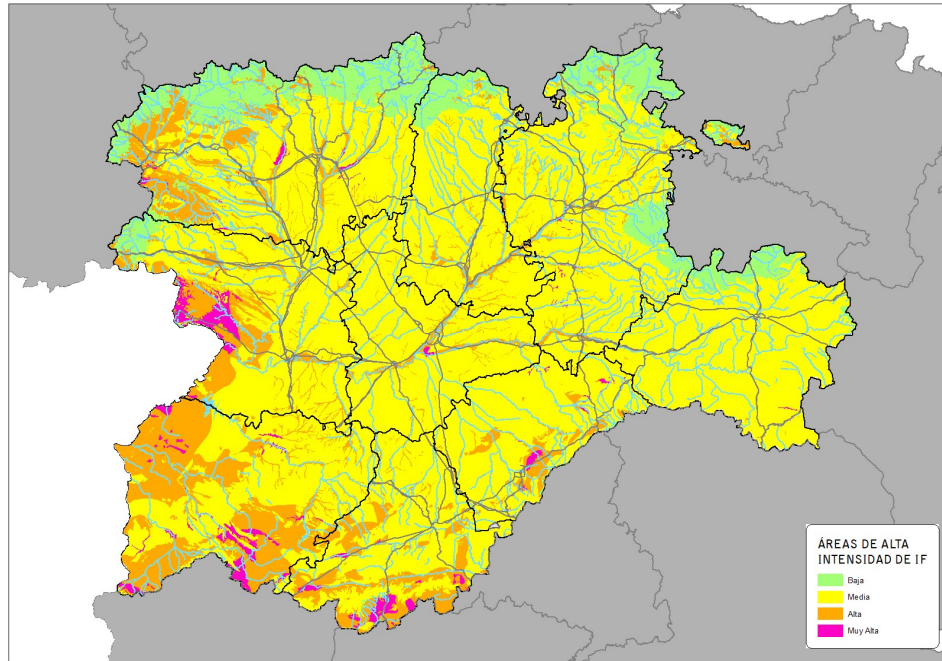 ÁREAS DE ALTA
INTENSIDAD DE IF
Baja
Media
Alta
Muy Alta